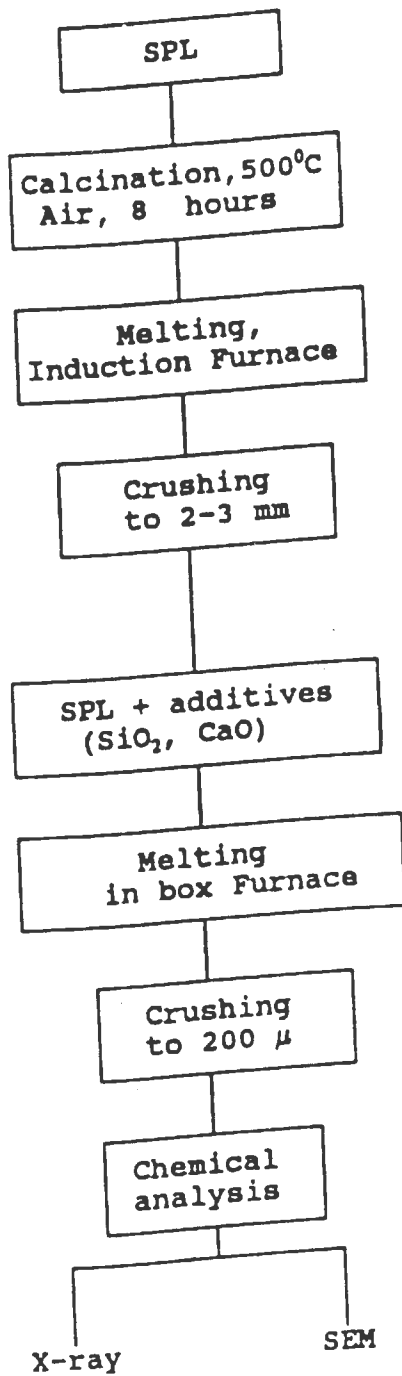 SPL
Calcination, 500⁰C
Air, 8 hours
Melting,
Induction Furnace
Crushing
to 2-3 mm
SPL + additives
(SiO₂, CaO)
Melting
in box Furnace
Crushing
to 200 μ
Chemical
analysis
X-ray
SEM